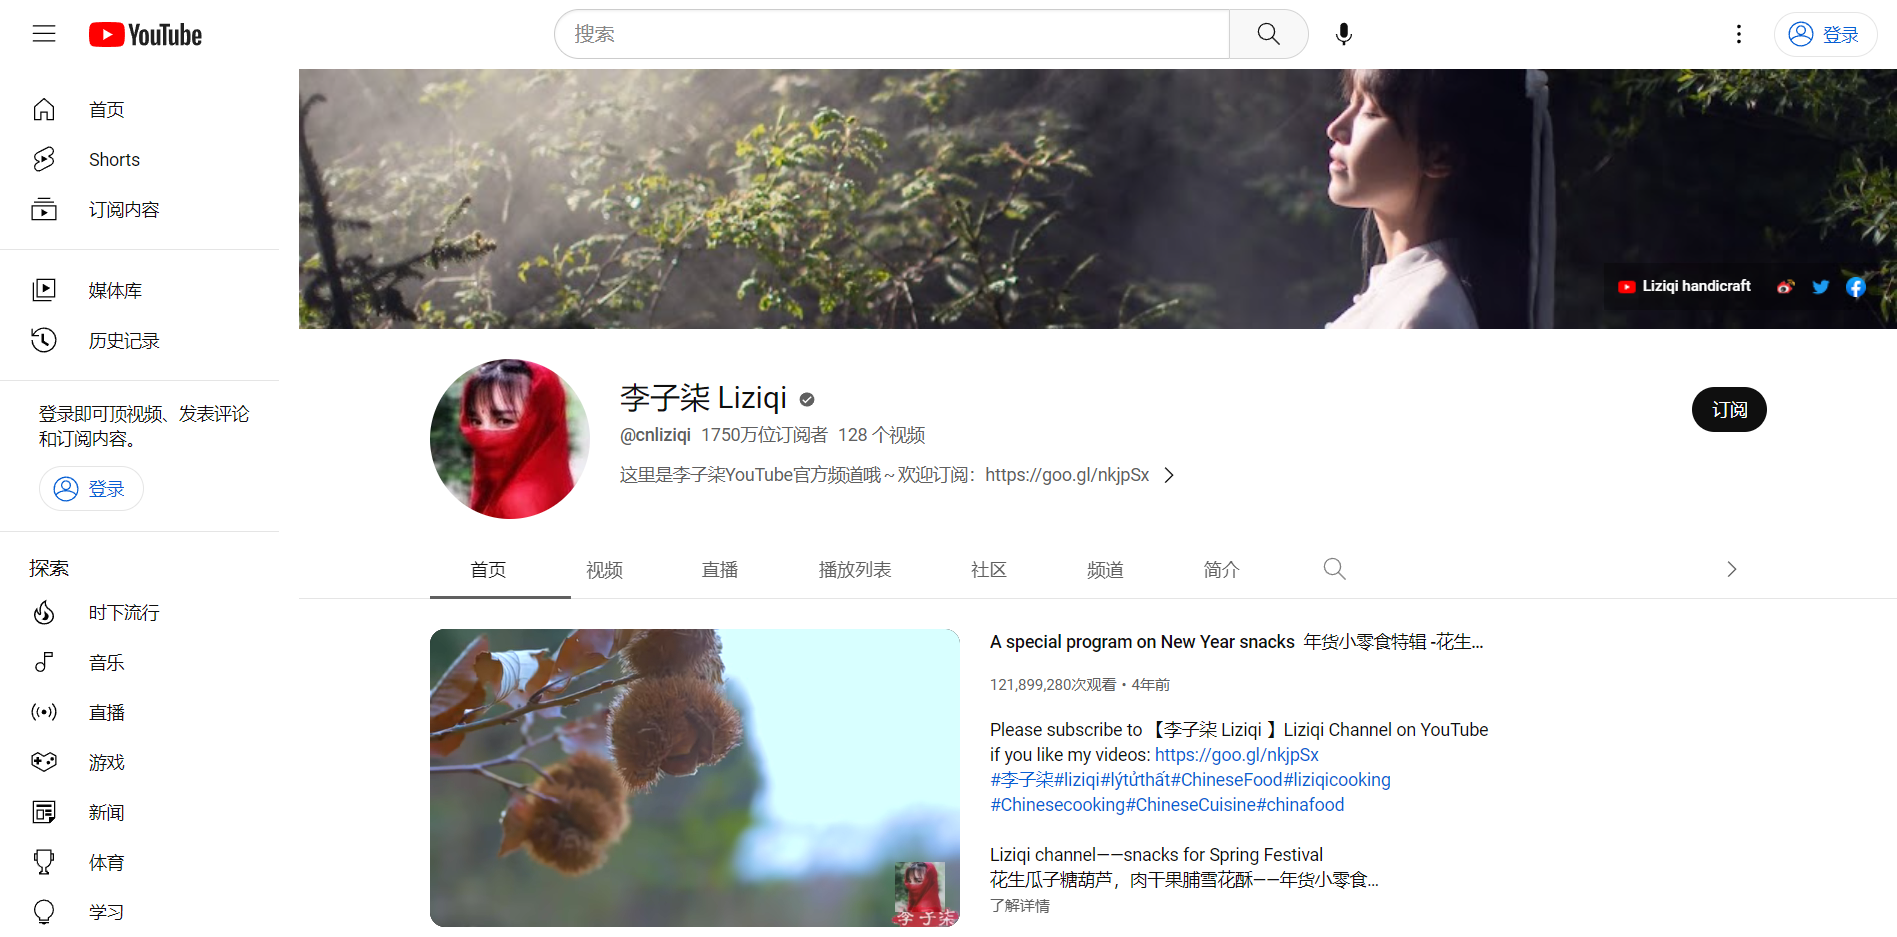 YouTube
搜索
登录
首页
Shorts
订阅内容
媒体库
历史记录
登录即可顶视频、发表评论
和订阅内容。
登录
探索
时下流行
音乐
直播
游戏
新闻
体育
学习
Liziqi handicraft
李子柒 Liziqi
@cnliziqi 1750万位订阅者 128 个视频
这里是李子柒YouTube官方频道哦~欢迎订阅：https://goo.gl/nkjpSx
订阅
首页 视频 直播 播放列表 社区 频道 简介
李子柒
A special program on New Year snacks 年货小零食特辑 -花生...
121,899,280次观看 • 4年前
Please subscribe to 【李子柒 Liziqi 】Liziqi Channel on YouTube
if you like my videos: https://goo.gl/nkjpSx
#李子柒#liziqi#lýtửthất#ChineseFood#liziqicooking
#Chinesecooking#ChineseCuisine#chinafood
Liziqi channel——snacks for Spring Festival
花生瓜子糖葫芦，肉干果脯雪花酥——年货小零食...
了解详情